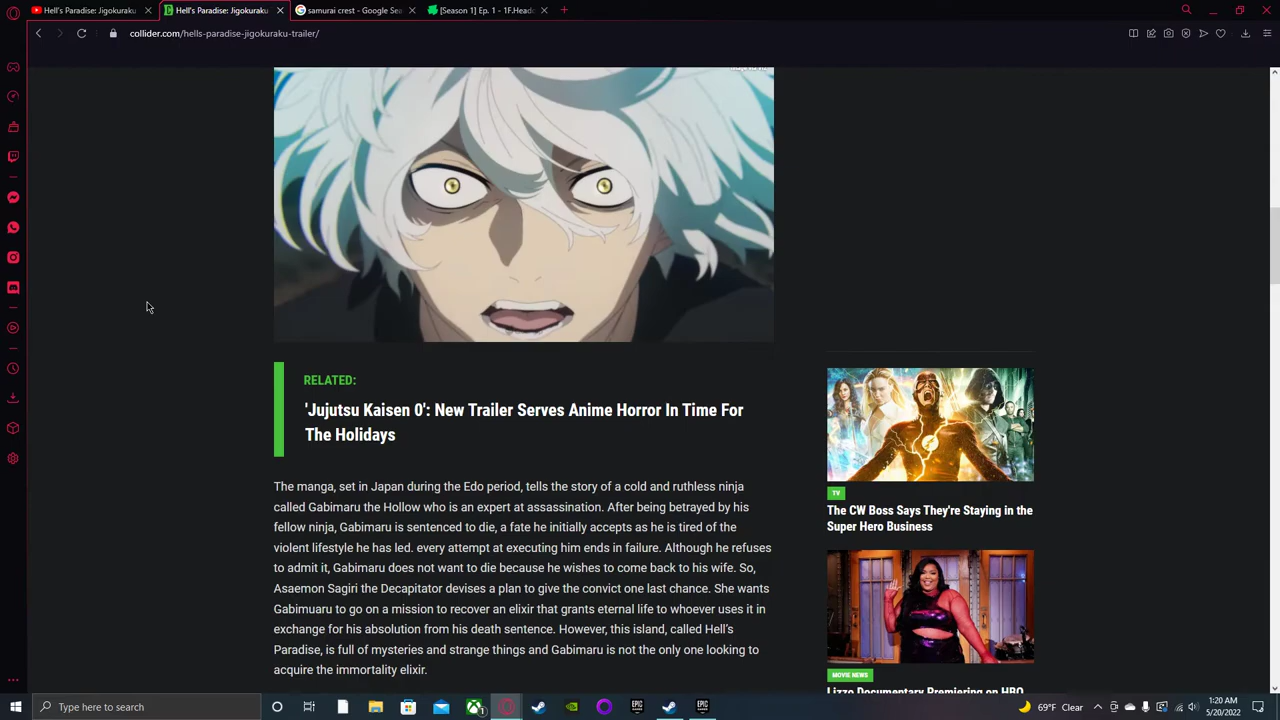 Hell's Paradise: Jigokuraku
Hell's Paradise: Jigokuraku
samurai crest - Google Sea
[Season 1] Ep. 1 - 1F.Headd
collider.com/hells-paradise-jigokuraku-trailer/
RELATED:
'Jujutsu Kaisen 0': New Trailer Serves Anime Horror In Time For
The Holidays
The manga, set in Japan during the Edo period, tells the story of a cold and ruthless ninja
called Gabimaru the Hollow who is an expert at assassination. After being betrayed by his
fellow ninja, Gabimaru is sentenced to die, a fate he initially accepts as he is tired of the
violent lifestyle he has led. every attempt at executing him ends in failure. Although he refuses
to admit it, Gabimaru does not want to die because he wishes to come back to his wife. So,
Asaemon Sagiri the Decapitator devises a plan to give the convict one last chance. She wants
Gabimuaru to go on a mission to recover an elixir that grants eternal life to whoever uses it in
exchange for his absolution from his death sentence. However, this island, called Hell's
Paradise, is full of mysteries and strange things and Gabimaru is not the only one looking to
acquire the immortality elixir.
TV
The CW Boss Says They're Staying in the
Super Hero Business
MOVIE NEWS
Lizzo Documentary Premiering on HBO
Type here to search
1
EPIC
GAMES
EPIC
GAMES
69°F Clear
1:20 AM
5/20/2022